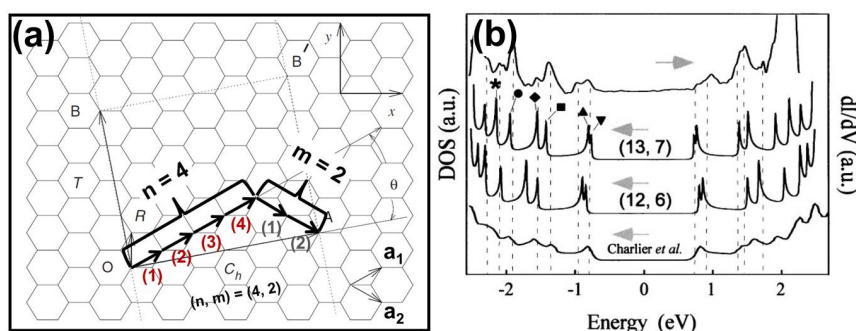 (a)
y
x
B'
B
T
n = 4
m = 2
θ
R
(1)
(2)
(3)
(4)
(1)
(2)
A
O
C_h
(n, m) = (4, 2)
a1
a2
(b)
DOS (a.u.)
dI/dV (a.u.)
*
(13, 7)
(12, 6)
Charlier et al.
-2 -1 0 1 2
Energy (eV)